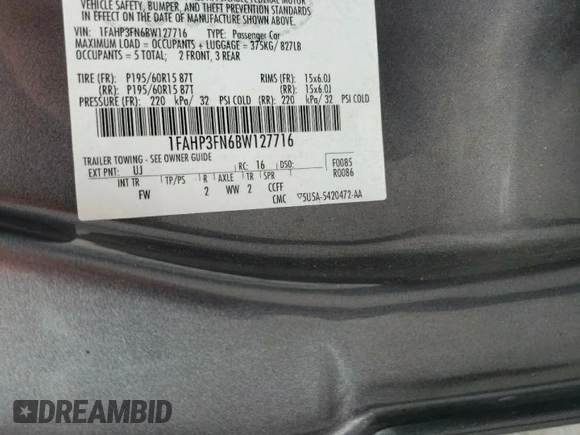 VEHICLE SAFETY, BUMPER, AND THEFT PREVENTION STANDARDS
IN EFFECT ON THE DATE OF MANUFACTURE SHOWN ABOVE.
VIN: 1FAHP3FN6BW127716 TYPE: Passenger Car
MAXIMUM LOAD = OCCUPANTS + LUGGAGE = 375KG/ 827LB
OCCUPANTS = 5 TOTAL; 2 FRONT, 3 REAR
TIRE (FR): P195/60R15 87T RIMS (FR): 15x6.0J
(RR): P195/60R15 87T (RR): 15x6.0J
PRESSURE (FR): 220 kPa/ 32 PSI COLD (RR): 220 kPa/ 32 PSI COLD
1FAHP3FN6BW127716
TRAILER TOWING - SEE OWNER GUIDE
EXT PNT: UJ RC: 16 DSO: F0085
R0086
INT TR TP/PS R AXLE TR SPR
FW 2 WW 2 CCFF
CMC 5U5A-5420472-AA
DREAMBID